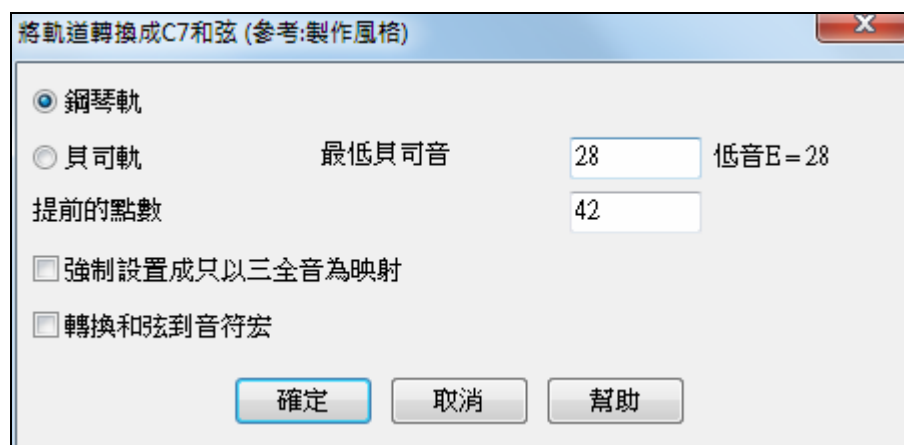 將軌道轉換成C7和弦 (參考:製作風格)
鋼琴軌
貝司軌 最低貝司音 28 低音E=28
提前的點數 42
強制設置成只以三全音為映射
轉換和弦到音符宏
確定 取消 幫助